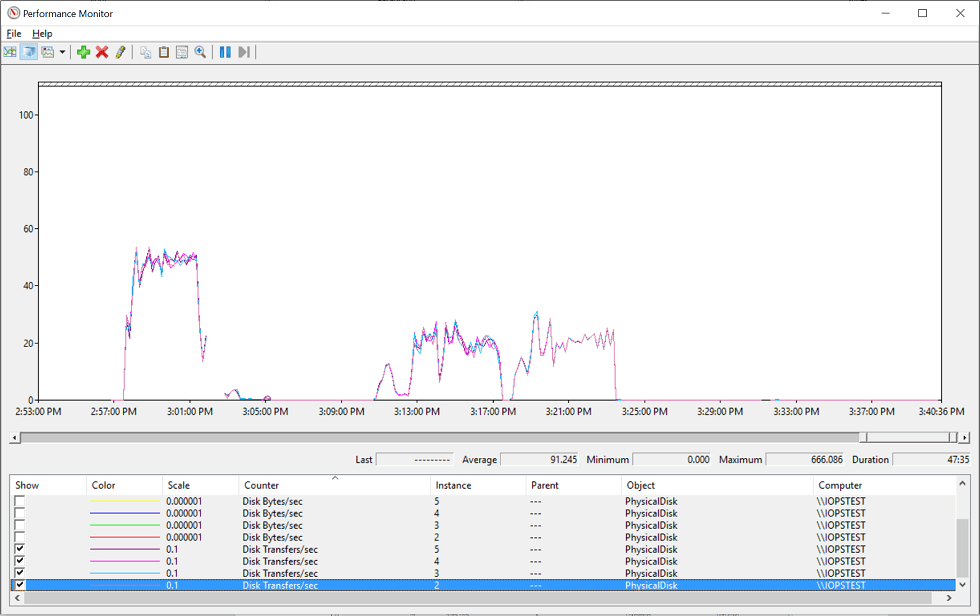 Performance Monitor
File Help
100
80
60
40
20
0
2:53:00 PM 2:57:00 PM 3:01:00 PM 3:05:00 PM 3:09:00 PM 3:13:00 PM 3:17:00 PM 3:21:00 PM 3:25:00 PM 3:29:00 PM 3:33:00 PM 3:37:00 PM 3:40:36 PM
Last --------- Average 91.245 Minimum 0.000 Maximum 666.086 Duration 47:35
Show Color Scale Counter Instance Parent Object Computer
0.000001 Disk Bytes/sec 5 --- PhysicalDisk \\IOPSTEST
0.000001 Disk Bytes/sec 4 --- PhysicalDisk \\IOPSTEST
0.000001 Disk Bytes/sec 3 --- PhysicalDisk \\IOPSTEST
0.000001 Disk Bytes/sec 2 --- PhysicalDisk \\IOPSTEST
0.1 Disk Transfers/sec 5 --- PhysicalDisk \\IOPSTEST
0.1 Disk Transfers/sec 4 --- PhysicalDisk \\IOPSTEST
0.1 Disk Transfers/sec 3 --- PhysicalDisk \\IOPSTEST
0.1 Disk Transfers/sec 2 --- PhysicalDisk \\IOPSTEST